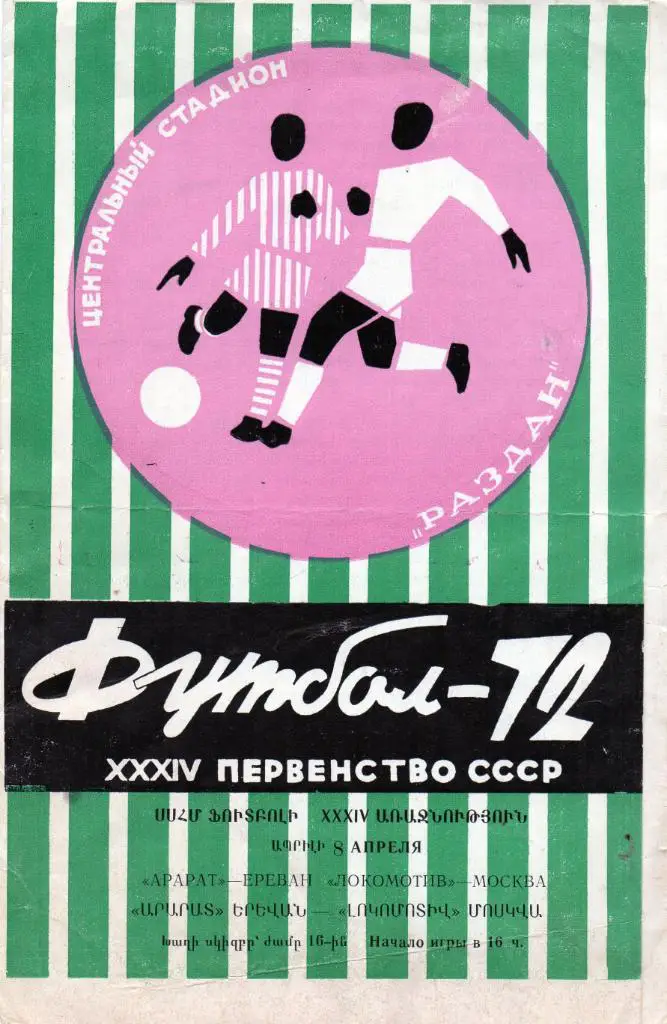 ЦЕНТРАЛЬНЫЙ СТАДИОН
„РАЗДАН"
Футбол-72
XXXIV ПЕРВЕНСТВО СССР
ՍՍՀՄ ՖՈՒՏԲՈԼԻ XXXIV ԱՌԱՋՆՈՒԹՅՈՒՆ
ԱՊՐԻԼԻ 8 АПРЕЛЯ
«АРАРАТ»—ЕРЕВАН «ЛОКОМОТИВ»—МОСКВА
«ԱՐԱՐԱՏ» ԵՐԵՎԱՆ — «ԼՈԿՈՄՈՏԻՎ» ՄՈՍԿՎԱ
Խաղի սկիզբը՝ ժամը 16-ին Начало игры в 16 ч.